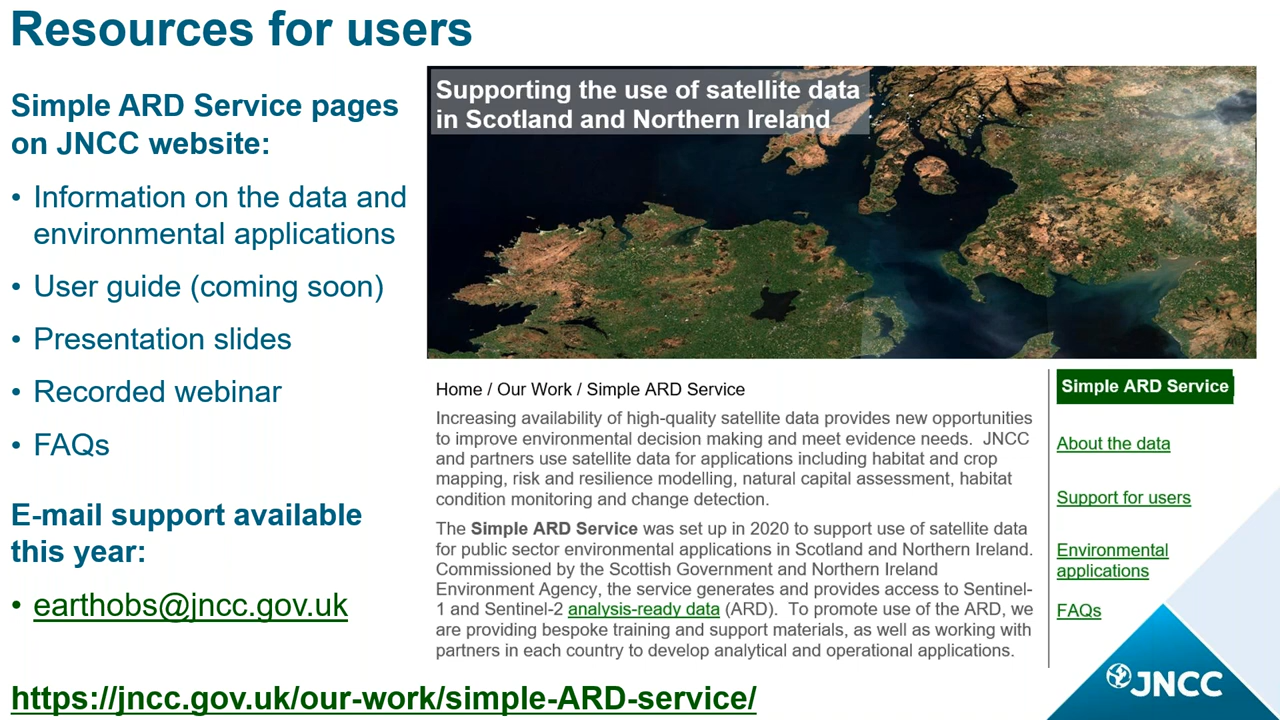 Resources for users
Simple ARD Service pages
on JNCC website:
• Information on the data and
environmental applications
• User guide (coming soon)
• Presentation slides
• Recorded webinar
• FAQs
E-mail support available
this year:
• earthobs@jncc.gov.uk
https://jncc.gov.uk/our-work/simple-ARD-service/
Supporting the use of satellite data
in Scotland and Northern Ireland
Home / Our Work / Simple ARD Service
Increasing availability of high-quality satellite data provides new opportunities
to improve environmental decision making and meet evidence needs.  JNCC
and partners use satellite data for applications including habitat and crop
mapping, risk and resilience modelling, natural capital assessment, habitat
condition monitoring and change detection.
The Simple ARD Service was set up in 2020 to support use of satellite data
for public sector environmental applications in Scotland and Northern Ireland.
Commissioned by the Scottish Government and Northern Ireland
Environment Agency, the service generates and provides access to Sentinel-
1 and Sentinel-2 analysis-ready data (ARD).  To promote use of the ARD, we
are providing bespoke training and support materials, as well as working with
partners in each country to develop analytical and operational applications.
Simple ARD Service
About the data
Support for users
Environmental
applications
FAQs
JNCC